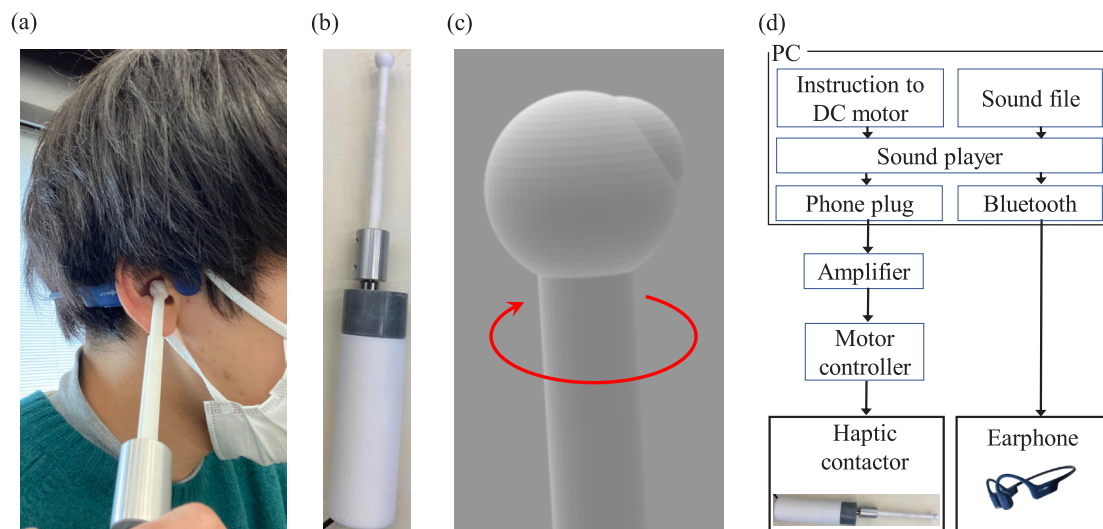 (a)
(b)
(c)
(d)
PC
Instruction to
DC motor
Sound file
Sound player
Phone plug
Bluetooth
Amplifier
Motor
controller
Haptic
contactor
Earphone